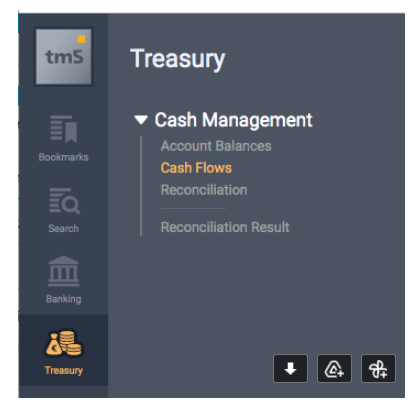 tm5
Treasury
Cash Management
Account Balances
Cash Flows
Reconciliation
Reconciliation Result
Bookmarks
Search
Banking
Treasury